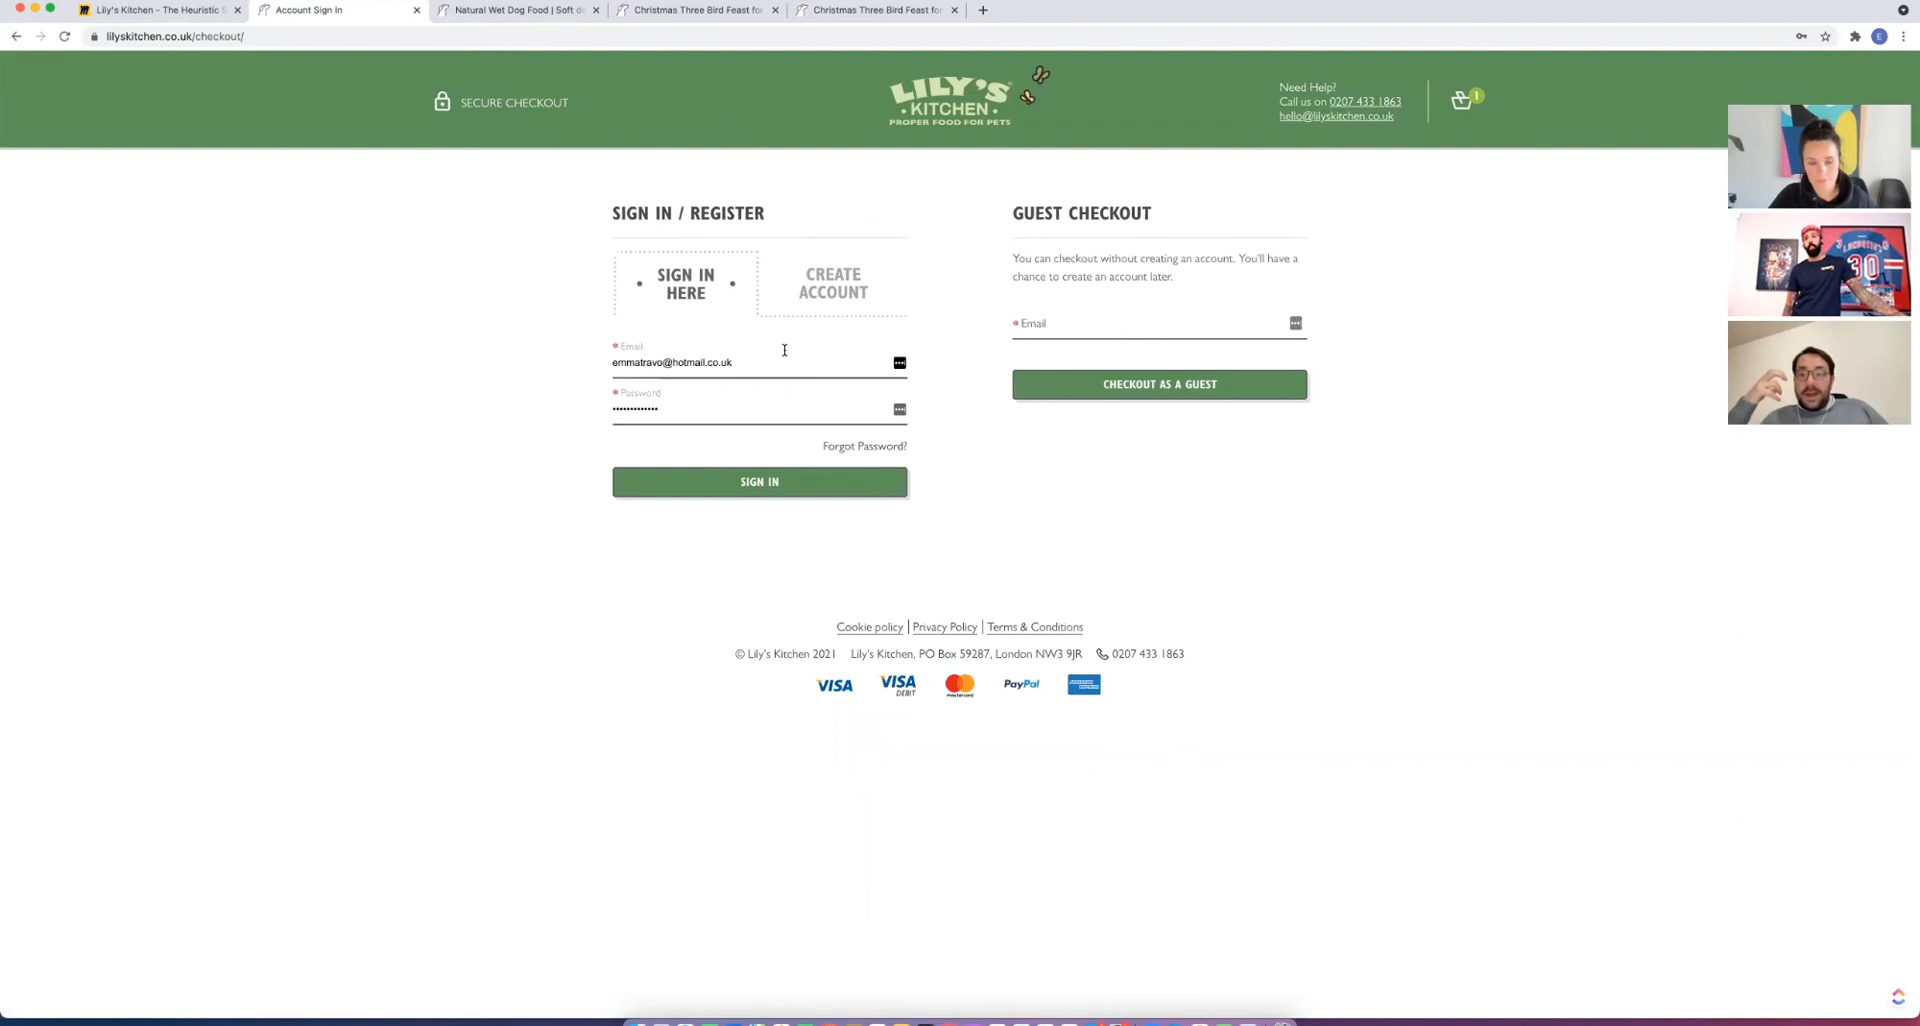 Lily's Kitchen - The Heuristic
Account Sign In
Natural Wet Dog Food | Soft
Christmas Three Bird Feast for
Christmas Three Bird Feast for
lilyskitchen.co.uk/checkout/
E
SECURE CHECKOUT
LILY'S
KITCHEN
PROPER FOOD FOR PETS
Need Help?
Call us on 0207 433 1863
hello@lilyskitchen.co.uk
1
SIGN IN / REGISTER
SIGN IN
HERE
CREATE
ACCOUNT
* Email
emmatravo@hotmail.co.uk
* Password
•••••••••••••
Forgot Password?
SIGN IN
GUEST CHECKOUT
You can checkout without creating an account. You'll have a
chance to create an account later.
* Email
CHECKOUT AS A GUEST
30
Cookie policy | Privacy Policy | Terms & Conditions
© Lily's Kitchen 2021 Lily's Kitchen, PO Box 59287, London NW3 9JR 0207 433 1863
VISA
VISA
DEBIT
mastercard
PayPal